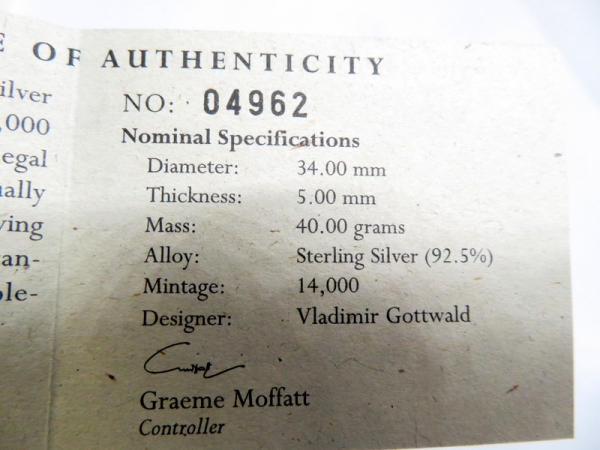 E OF AUTHENTICITY
ilver
,000
egal
ally
ving
an-
ole-
NO: 04962
Nominal Specifications
Diameter: 34.00 mm
Thickness: 5.00 mm
Mass: 40.00 grams
Alloy: Sterling Silver (92.5%)
Mintage: 14,000
Designer: Vladimir Gottwald
Graeme Moffatt
Controller